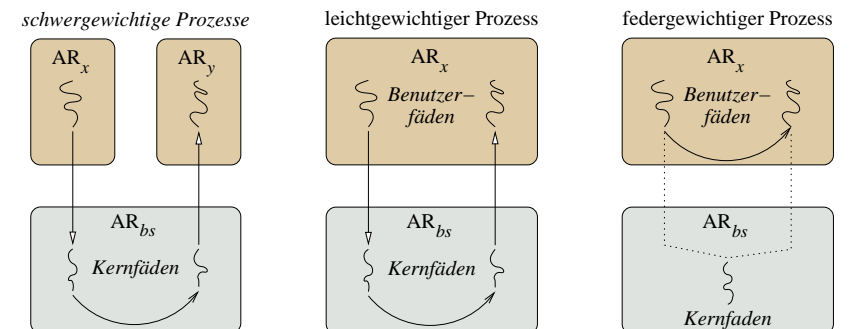 schwergewichtige Prozesse
AR_x
AR_y
AR_bs
Kernfäden
leichtgewichtiger Prozess
AR_x
Benutzer–
fäden
AR_bs
Kernfäden
federgewichtiger Prozess
AR_x
Benutzer–
fäden
AR_bs
Kernfaden